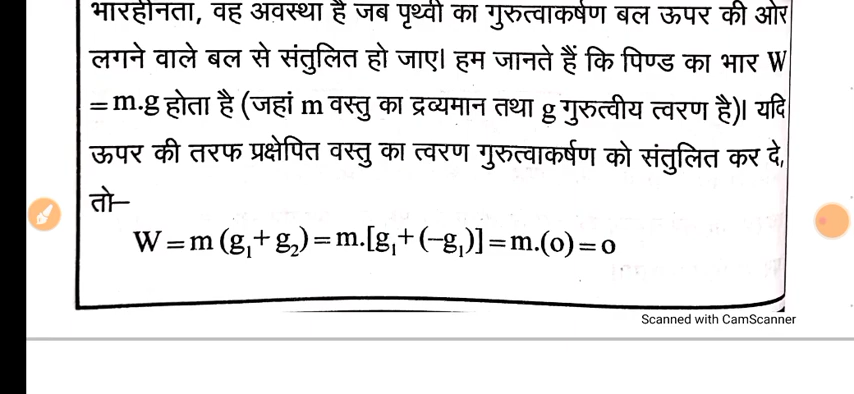 भारहीनता, वह अवस्था है जब पृथ्वी का गुरुत्वाकर्षण बल ऊपर की ओर
लगने वाले बल से संतुलित हो जाए। हम जानते हैं कि पिण्ड का भार W
=m.g होता है (जहां m वस्तु का द्रव्यमान तथा g गुरुत्वीय त्वरण है)। यदि
ऊपर की तरफ प्रक्षेपित वस्तु का त्वरण गुरुत्वाकर्षण को संतुलित कर दे,
तो–
W=m (g₁+g₂)=m.[g₁+(–g₁)]=m.(o)=o
Scanned with CamScanner